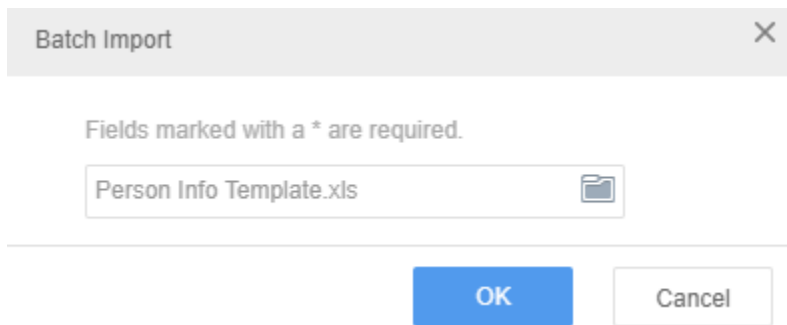 Batch Import
Fields marked with a * are required.
Person Info Template.xls
OK
Cancel